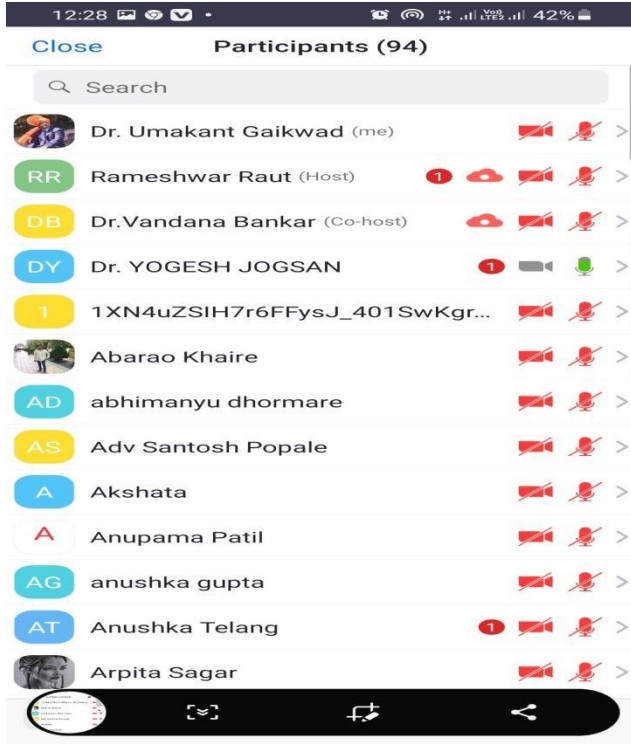 12:28 42%
H+ Vo)) LTE2
Close Participants (94)
Search
Dr. Umakant Gaikwad (me)
RR Rameshwar Raut (Host) 1
DB Dr.Vandana Bankar (Co-host)
DY Dr. YOGESH JOGSAN 1
1 1XN4uZSIH7r6FFysJ_401SwKgr...
Abarao Khaire
AD abhimanyu dhormare
AS Adv Santosh Popale
A Akshata
A Anupama Patil
AG anushka gupta
AT Anushka Telang 1
Arpita Sagar